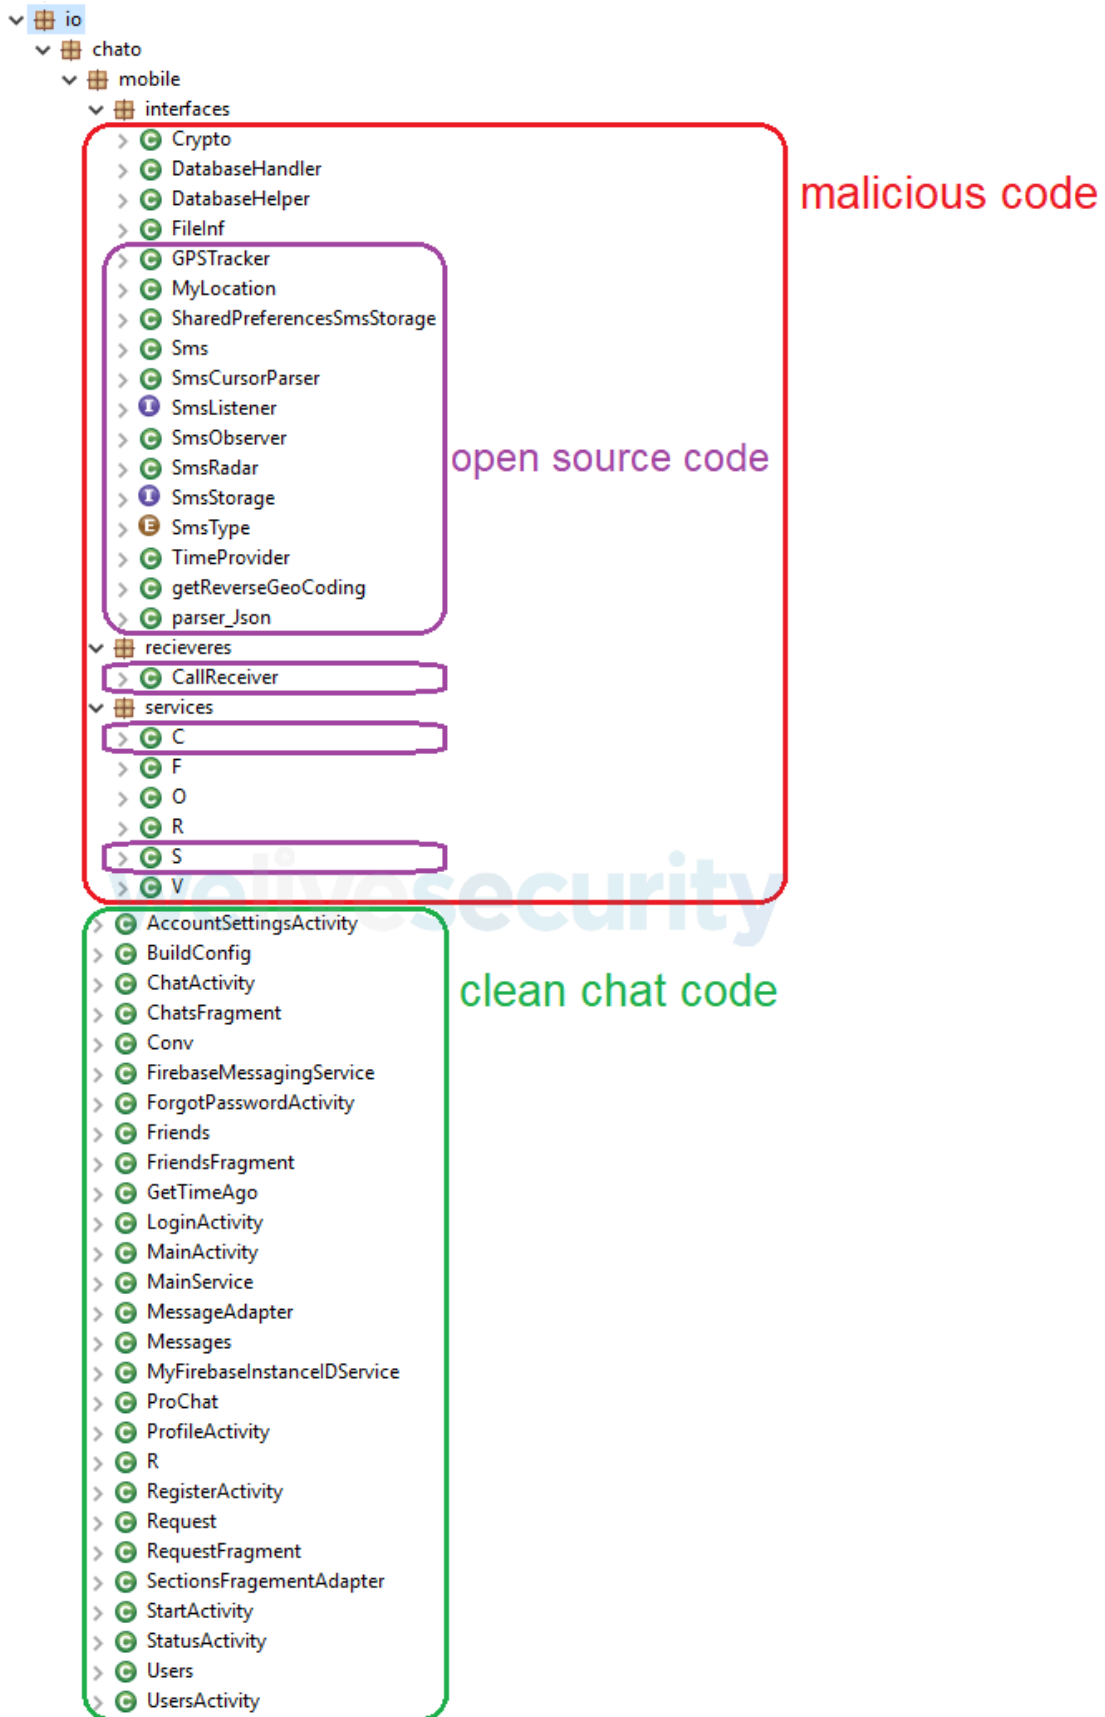 io
chato
mobile
interfaces
Crypto
DatabaseHandler
malicious code
DatabaseHelper
FileInf
GPSTracker
MyLocation
SharedPreferencesSmsStorage
Sms
SmsCursorParser
SmsListener
SmsObserver
open source code
SmsRadar
SmsStorage
SmsType
TimeProvider
getReverseGeoCoding
parser_Json
recieveres
CallReceiver
services
C
F
O
R
S
V
welivesecurity
AccountSettingsActivity
BuildConfig
ChatActivity
clean chat code
ChatsFragment
Conv
FirebaseMessagingService
ForgotPasswordActivity
Friends
FriendsFragment
GetTimeAgo
LoginActivity
MainActivity
MainService
MessageAdapter
Messages
MyFirebaseInstanceIDService
ProChat
ProfileActivity
R
RegisterActivity
Request
RequestFragment
SectionsFragementAdapter
StartActivity
StatusActivity
Users
UsersActivity